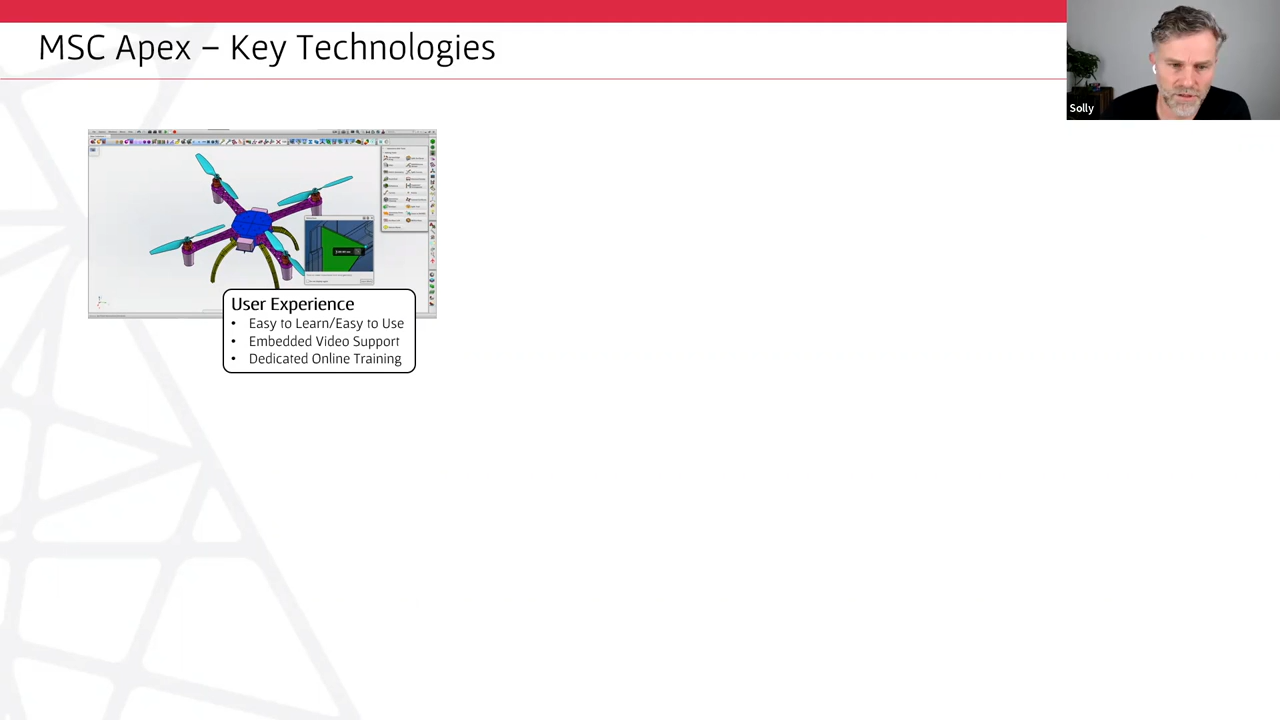 MSC Apex – Key Technologies
Solly
User Experience
• Easy to Learn/Easy to Use
• Embedded Video Support
• Dedicated Online Training